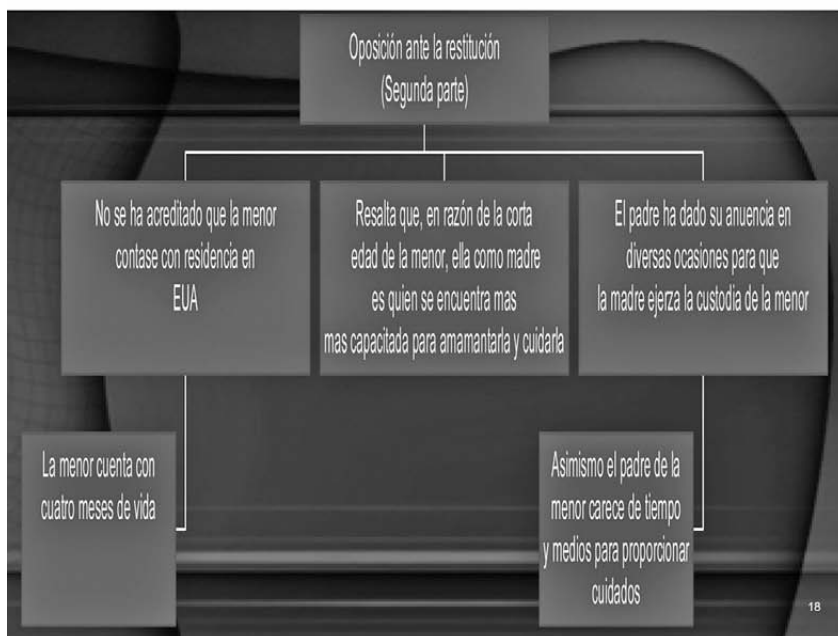 Oposición ante la restitución
(Segunda parte)
No se ha acreditado que la menor
contase con residencia en
EUA
Resalta que, en razón de la corta
edad de la menor, ella como madre
es quien se encuentra mas
mas capacitada para amamantarla y cuidarla
El padre ha dado su anuencia en
diversas ocasiones para que
la madre ejerza la custodia de la menor
La menor cuenta con
cuatro meses de vida
Asimismo el padre de la
menor carece de tiempo
y medios para proporcionar
cuidados
18